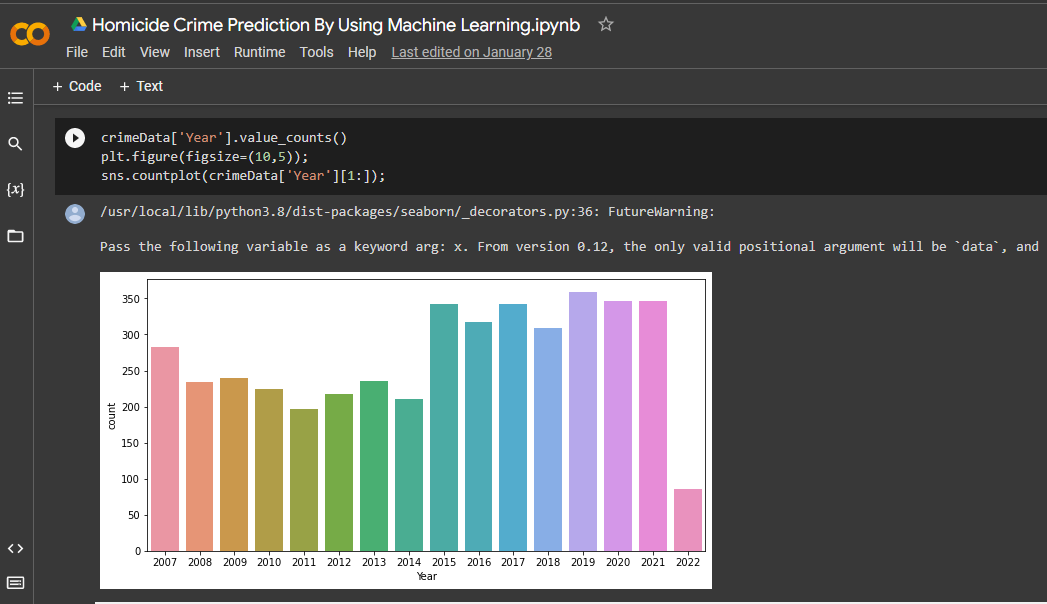 Homicide Crime Prediction By Using Machine Learning.ipynb
File Edit View Insert Runtime Tools Help Last edited on January 28
+ Code + Text
crimeData['Year'].value_counts()
plt.figure(figsize=(10,5));
sns.countplot(crimeData['Year'][1:]);
{x}
/usr/local/lib/python3.8/dist-packages/seaborn/_decorators.py:36: FutureWarning:
Pass the following variable as a keyword arg: x. From version 0.12, the only valid positional argument will be `data`, and
350
300
250
200
150
100
50
0
count
2007 2008 2009 2010 2011 2012 2013 2014 2015 2016 2017 2018 2019 2020 2021 2022
Year